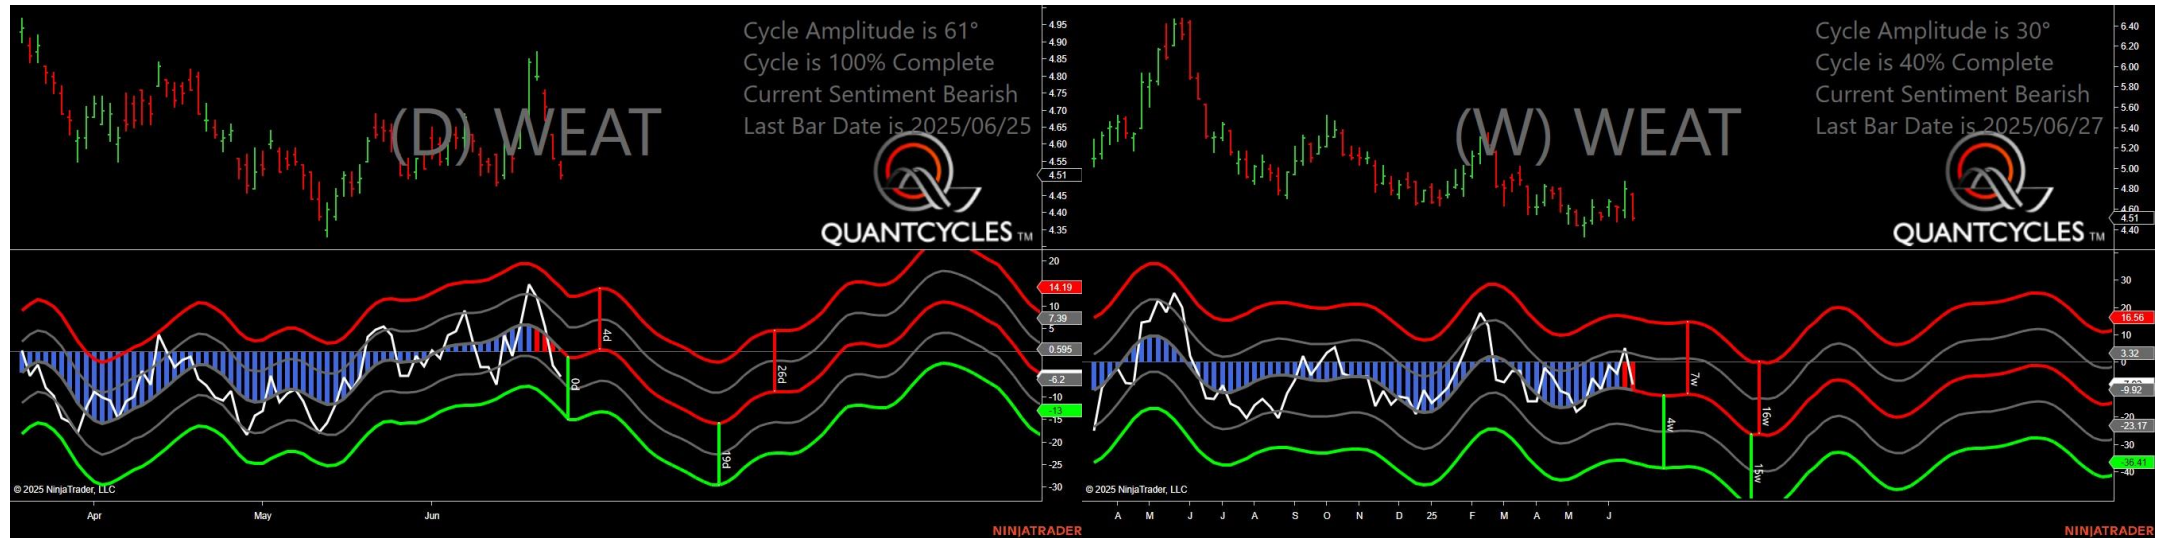 Cycle Amplitude is 61°
Cycle is 100% Complete
Current Sentiment Bearish
Last Bar Date is 2025/06/25
(D) WEAT
QUANTCYCLES TM
4.95
4.90
4.85
4.80
4.75
4.70
4.65
4.60
4.55
4.51
4.45
4.40
4.35
20
14.19
10
7.39
5
0.595
-6.2
-10
-13
-15
-20
-25
-30
4d
0d
26d
19d
© 2025 NinjaTrader, LLC
Apr May Jun
NINJATRADER
Cycle Amplitude is 30°
Cycle is 40% Complete
Current Sentiment Bearish
Last Bar Date is 2025/06/27
(W) WEAT
QUANTCYCLES TM
6.40
6.20
6.00
5.80
5.60
5.40
5.20
5.00
4.80
4.60
4.51
4.40
30
20
16.56
10
3.32
0
-9.92
-20
-23.17
-30
-36.41
-40
7w
4w
16w
15w
© 2025 NinjaTrader, LLC
A M J J A S O N D 25 F M A M J
NINJATRADER